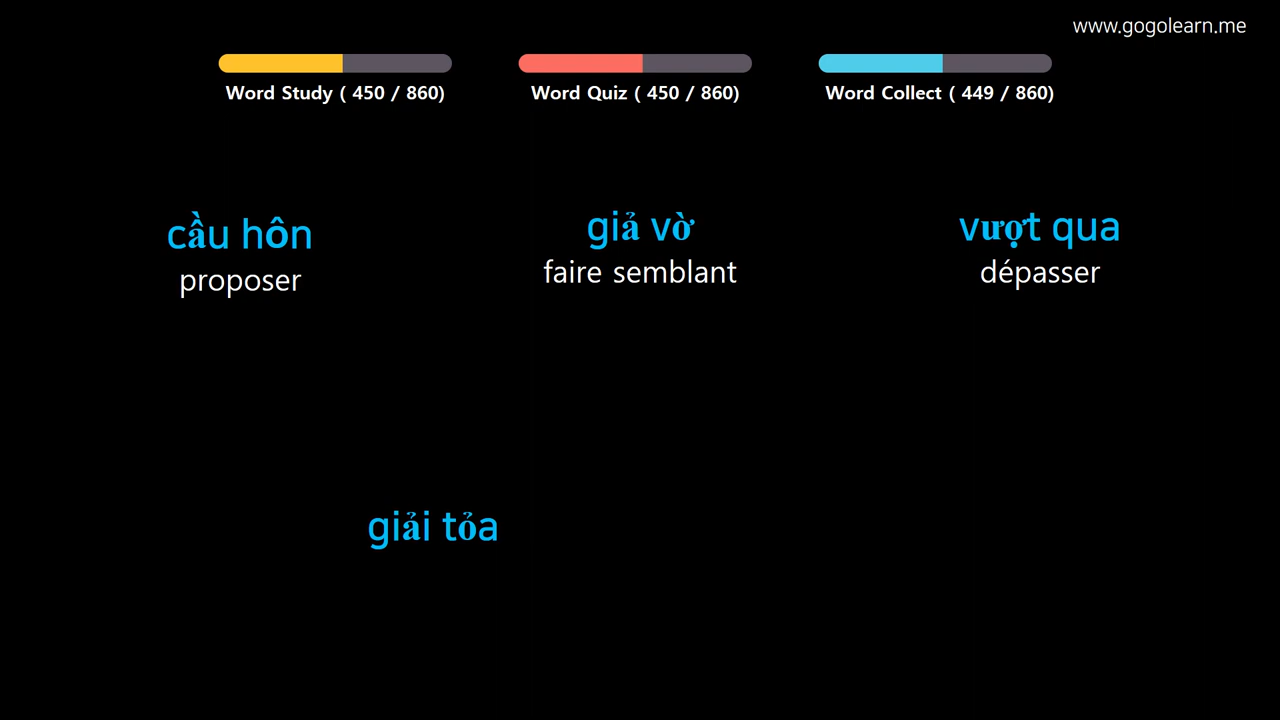 www.gogolearn.me
Word Study ( 450 / 860)
Word Quiz ( 450 / 860)
Word Collect ( 449 / 860)
cầu hôn
proposer
giả vờ
faire semblant
vượt qua
dépasser
giải tỏa